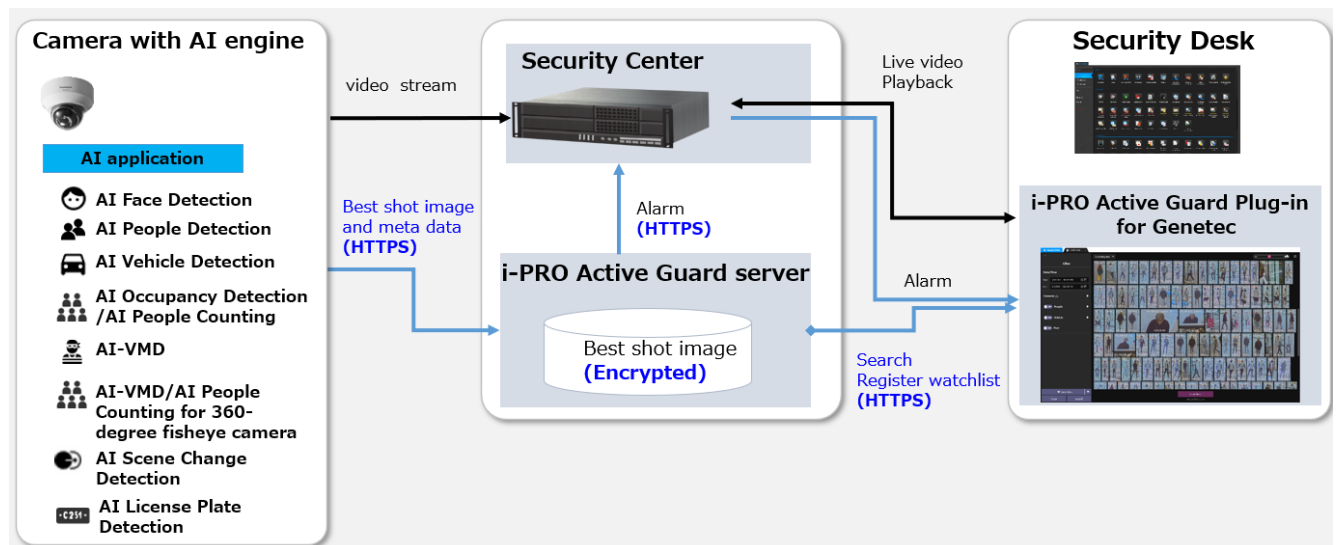 Camera with AI engine
AI application
AI Face Detection
AI People Detection
AI Vehicle Detection
AI Occupancy Detection
/AI People Counting
AI-VMD
AI-VMD/AI People
Counting for 360-
degree fisheye camera
AI Scene Change
Detection
AI License Plate
Detection
video stream
Best shot image
and meta data
(HTTPS)
Security Center
Alarm
(HTTPS)
i-PRO Active Guard server
Best shot image
(Encrypted)
Live video
Playback
Alarm
Search
Register watchlist
(HTTPS)
Security Desk
i-PRO Active Guard Plug-in
for Genetec